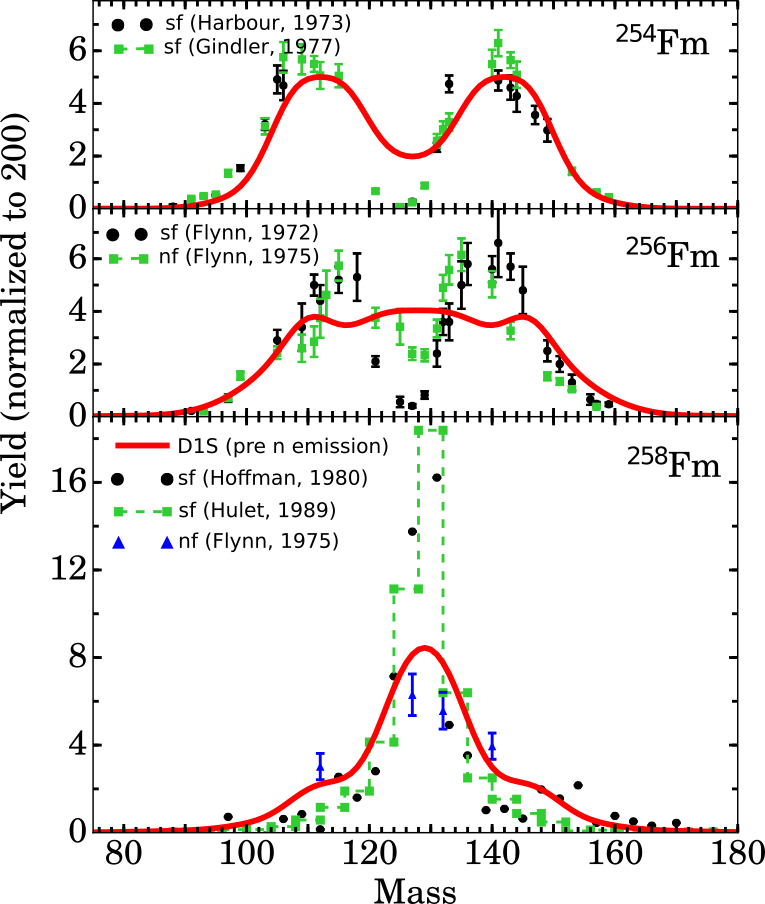 Yield (normalized to 200)
sf (Harbour, 1973)
sf (Gindler, 1977)
254Fm
6
4
2
0
sf (Flynn, 1972)
nf (Flynn, 1975)
256Fm
6
4
2
0
D1S (pre n emission)
sf (Hoffman, 1980)
sf (Hulet, 1989)
nf (Flynn, 1975)
258Fm
16
12
8
4
0
80 100 120 140 160 180
Mass